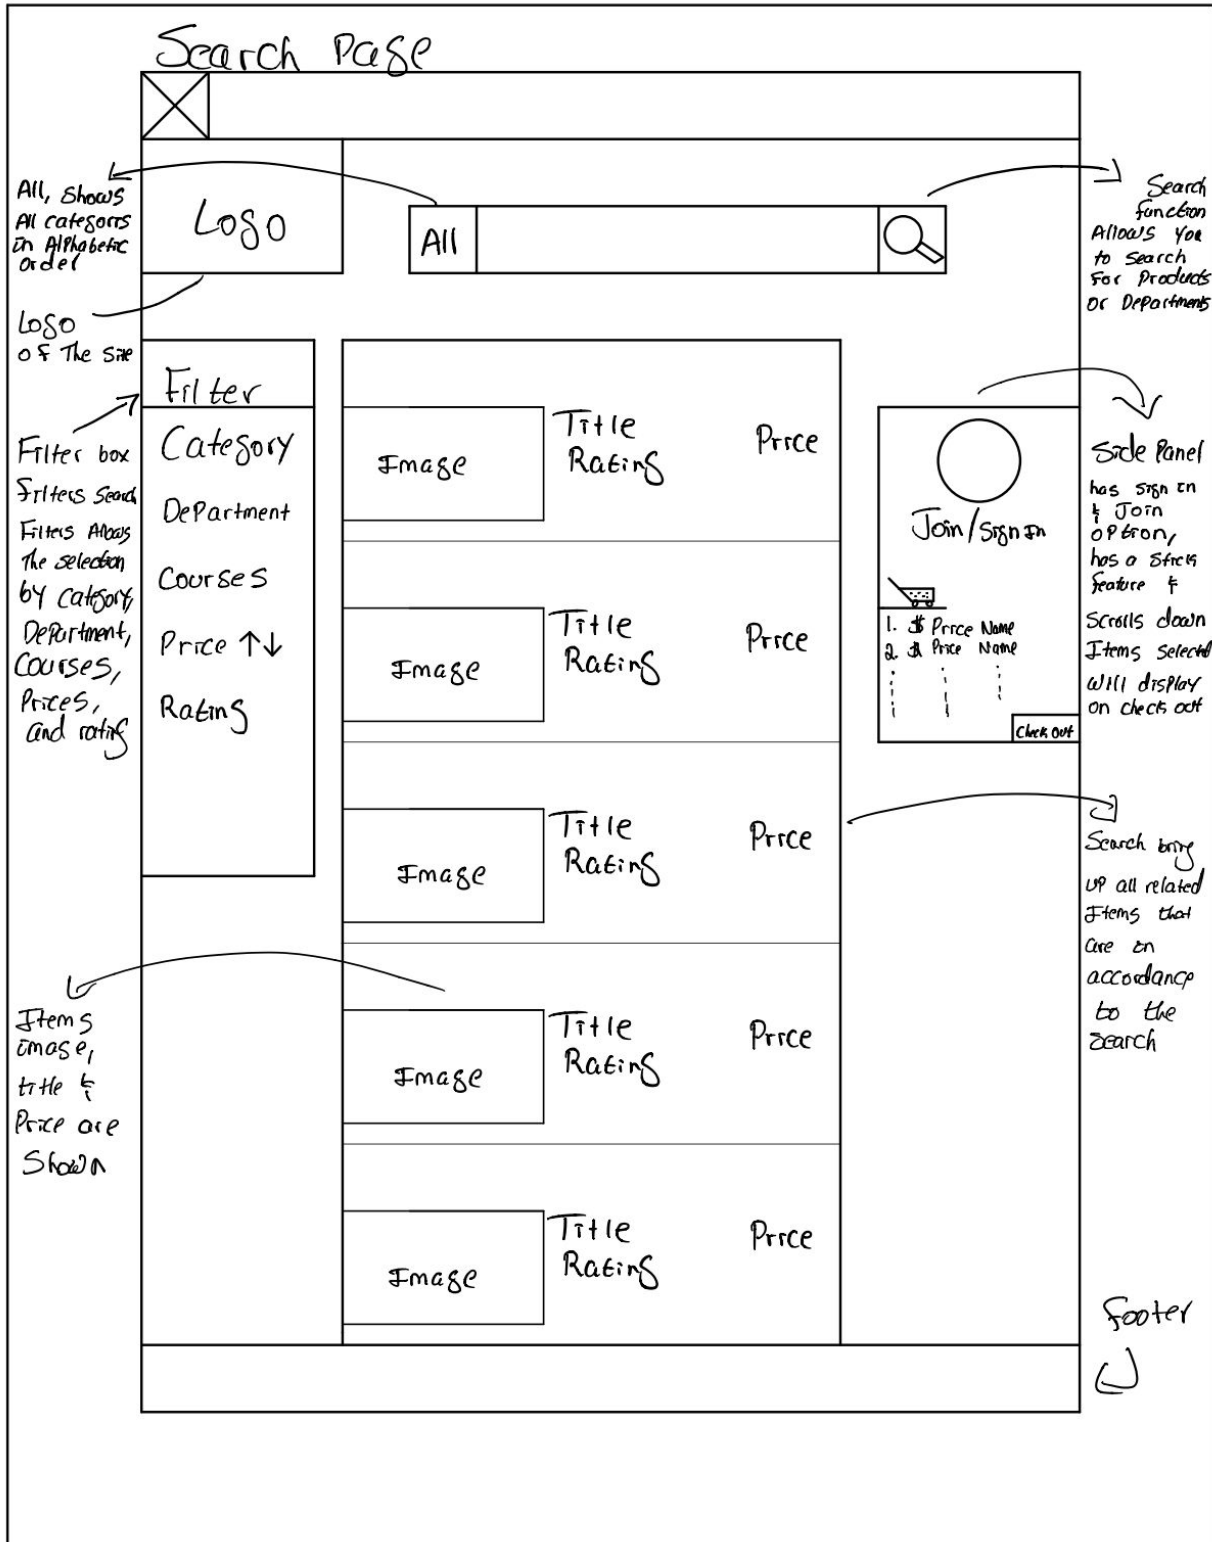 Search Page
All, shows
All categorrs
In Alphabetic
Order
Logo
All
Search
function
Allows You
to search
For Products
or Departments
Logo
of The Site
Filter
Category
Department
Courses
Price ↑↓
Rating
Filter box
Filters Search
Filters Allows
The selection
by Category,
Department,
Courses,
Prices,
and rating
Image
Title
Rating
Price
Image
Title
Rating
Price
Image
Title
Rating
Price
Image
Title
Rating
Price
Image
Title
Rating
Price
Join/Sign In
1. $ Price Name
2. $ Price Name
Check Out
Side Panel
has sign in
& Join
option,
has a
feature &
Scrolls down
Items selected
will display
on check out
Search bring
up all related
Items that
are in
accordance
to the
search
Items
image,
title &
Price are
Shown
footer